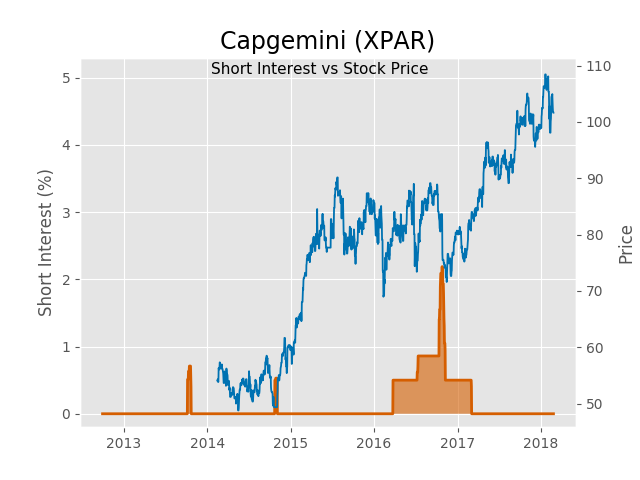 Capgemini (XPAR)
Short Interest vs Stock Price
Short Interest (%)
5
4
3
2
1
0
110
100
90
80
70
60
50
Price
2013 2014 2015 2016 2017 2018